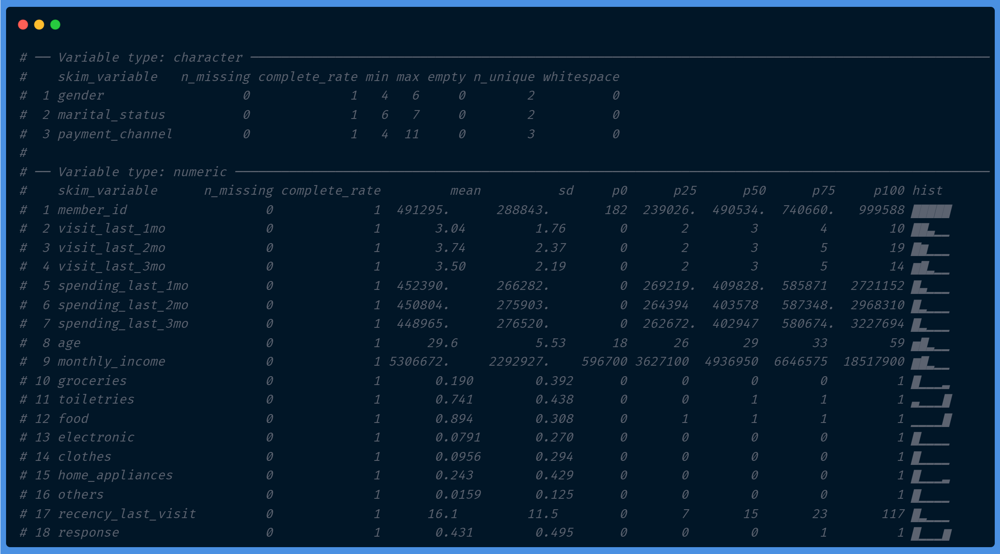 # ── Variable type: character ────────────────────────────────────────────────────────────────────────────────────────────────
#    skim_variable   n_missing complete_rate min max empty n_unique whitespace
#  1 gender                  0             1   4   6     0        2          0
#  2 marital_status          0             1   6   7     0        2          0
#  3 payment_channel         0             1   4  11     0        3          0
#
# ── Variable type: numeric ──────────────────────────────────────────────────────────────────────────────────────────────────
#    skim_variable      n_missing complete_rate         mean          sd     p0      p25      p50      p75     p100 hist
#  1 member_id                  0             1  491295.      288843.       182  239026.  490534.  740660.   999588 ▇▇▇▇▇
#  2 visit_last_1mo             0             1       3.04         1.76       0       2        3        4        10 ▇▇▃▁▁
#  3 visit_last_2mo             0             1       3.74         2.37       0       2        3        5        19 ▇▆▁▁▁
#  4 visit_last_3mo             0             1       3.50         2.19       0       2        3        5        14 ▆▇▂▁▁
#  5 spending_last_1mo          0             1  452390.      266282.         0  269219.  409828.  585871   2721152 ▇▃▁▁▁
#  6 spending_last_2mo          0             1  450804.      275903.         0  264394   403578   587348.  2968310 ▇▂▁▁▁
#  7 spending_last_3mo          0             1  448965.      276520.         0  262672.  402947   580674.  3227694 ▇▂▁▁▁
#  8 age                        0             1      29.6          5.53      18      26       29       33        59 ▅▇▂▁▁
#  9 monthly_income             0             1 5306672.     2292927.    596700 3627100  4936950  6646575  18517900 ▆▇▂▁▁
# 10 groceries                  0             1       0.190        0.392      0       0        0        0         1 ▇▁▁▁▂
# 11 toiletries                 0             1       0.741        0.438      0       0        1        1         1 ▃▁▁▁▇
# 12 food                       0             1       0.894        0.308      0       1        1        1         1 ▁▁▁▁▇
# 13 electronic                 0             1       0.0791       0.270      0       0        0        0         1 ▇▁▁▁▁
# 14 clothes                    0             1       0.0956       0.294      0       0        0        0         1 ▇▁▁▁▁
# 15 home_appliances            0             1       0.243        0.429      0       0        0        0         1 ▇▁▁▁▂
# 16 others                     0             1       0.0159       0.125      0       0        0        0         1 ▇▁▁▁▁
# 17 recency_last_visit         0             1      16.1         11.5        0       7       15       23       117 ▇▂▁▁▁
# 18 response                   0             1       0.431        0.495      0       0        0        1         1 ▇▁▁▁▆